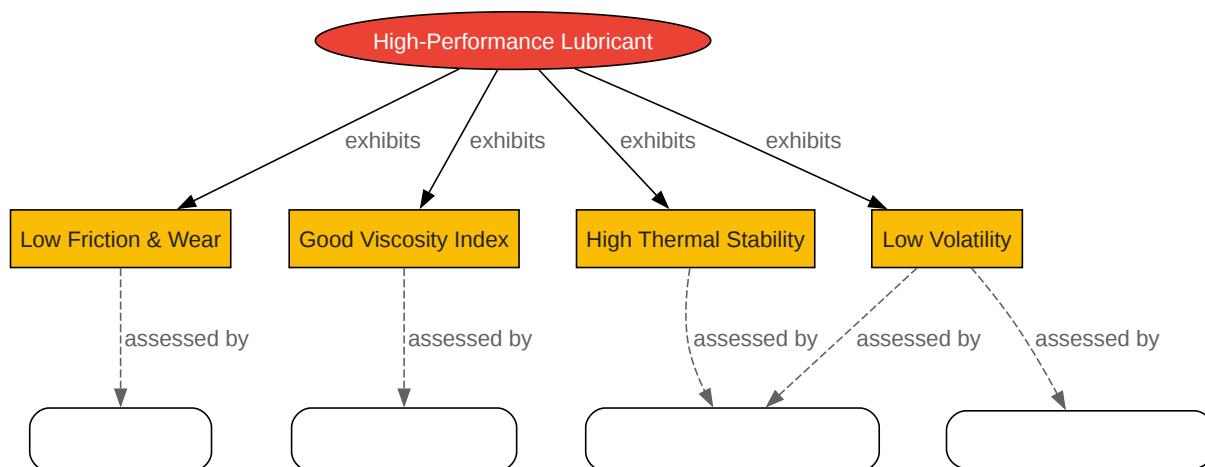 High-Performance Lubricant
exhibits
exhibits
exhibits
exhibits
Low Friction & Wear
Good Viscosity Index
High Thermal Stability
Low Volatility
assessed by
assessed by
assessed by
assessed by
assessed by